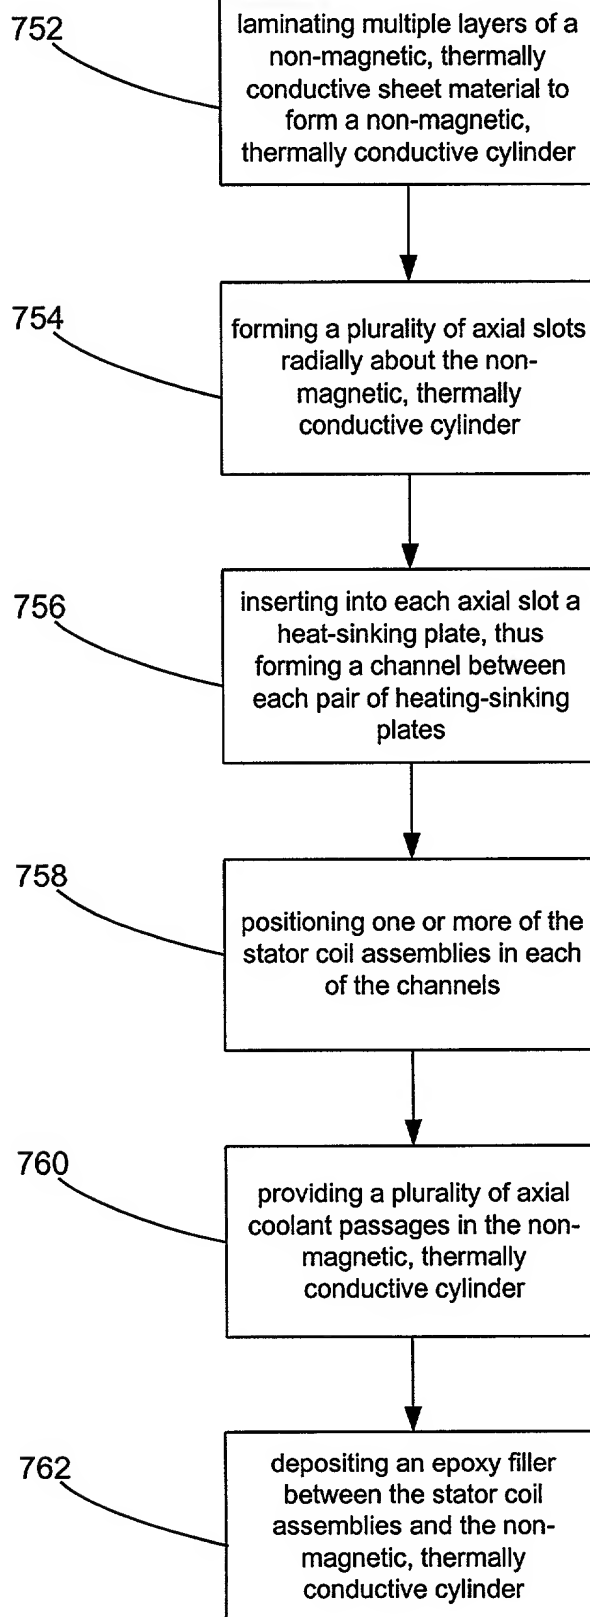 752
laminating multiple layers of a
non-magnetic, thermally
conductive sheet material to
form a non-magnetic,
thermally conductive cylinder
754
forming a plurality of axial slots
radially about the non-
magnetic, thermally
conductive cylinder
756
inserting into each axial slot a
heat-sinking plate, thus
forming a channel between
each pair of heating-sinking
plates
758
positioning one or more of the
stator coil assemblies in each
of the channels
760
providing a plurality of axial
coolant passages in the non-
magnetic, thermally
conductive cylinder
762
depositing an epoxy filler
between the stator coil
assemblies and the non-
magnetic, thermally
conductive cylinder